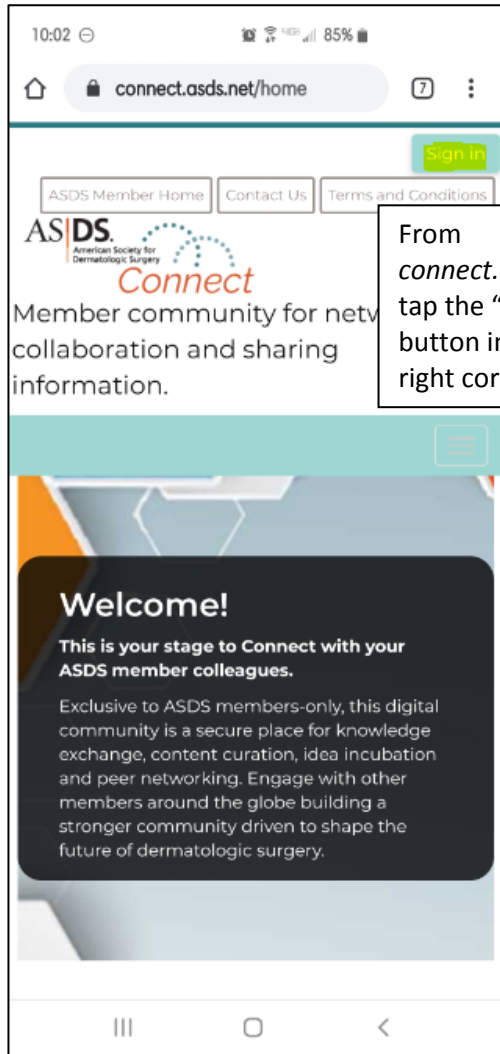 10:02 85%
connect.asds.net/home 7
Sign in
ASDS Member Home Contact Us Terms and Conditions
ASDS.
American Society for
Dermatologic Surgery
Connect
Member community for netw
collaboration and sharing
information.
From
connect.
tap the “
button in
right cor
Welcome!
This is your stage to Connect with your
ASDS member colleagues.
Exclusive to ASDS members-only, this digital
community is a secure place for knowledge
exchange, content curation, idea incubation
and peer networking. Engage with other
members around the globe building a
stronger community driven to shape the
future of dermatologic surgery.